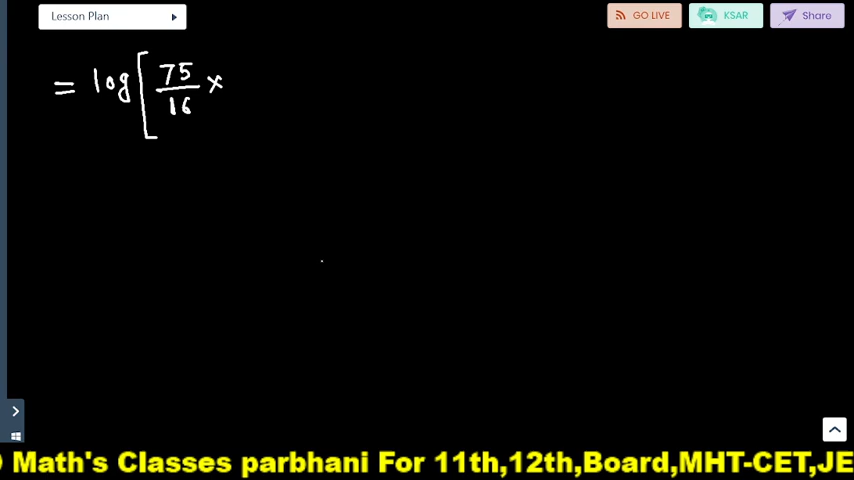 Lesson Plan
GO LIVE
KSAR
Share
= log[75/16 ×
Math's Classes parbhani For 11th,12th,Board,MHT-CET,JE